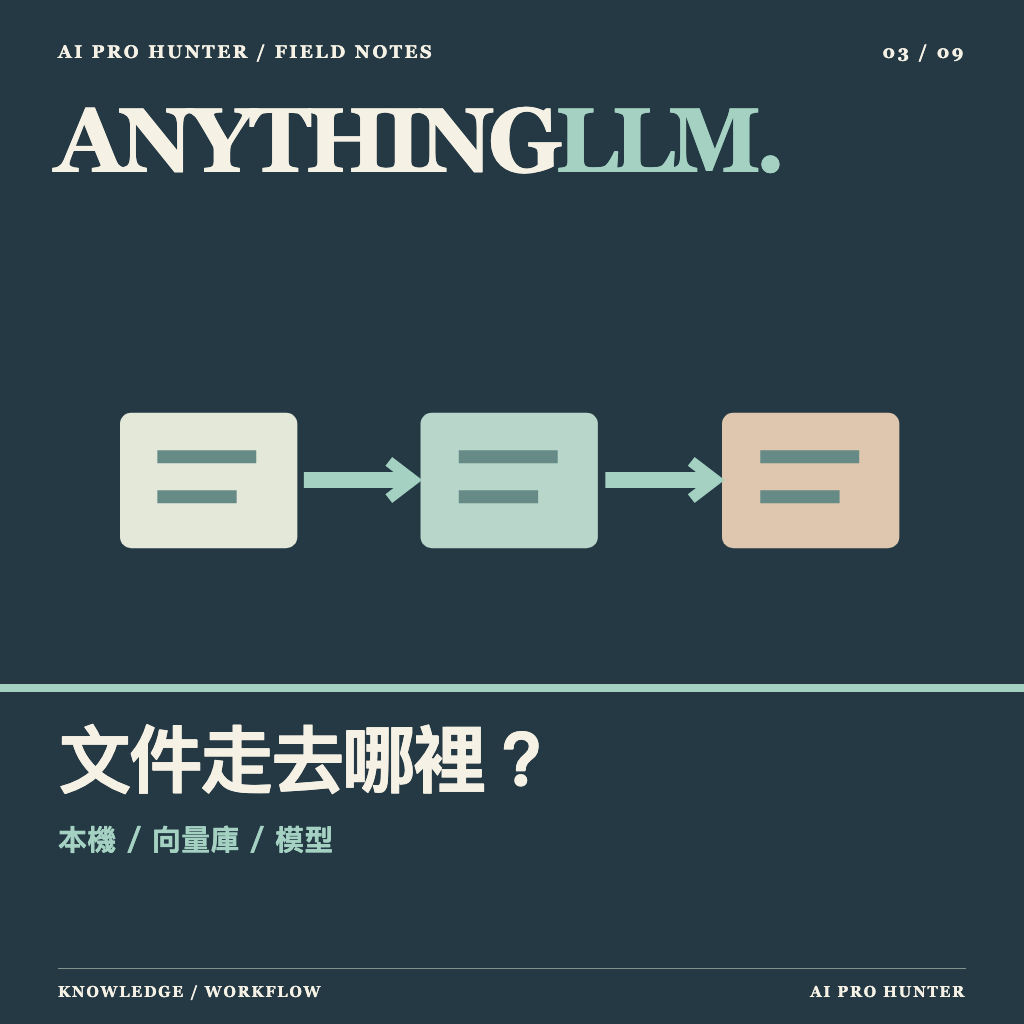 AI PRO HUNTER / FIELD NOTES
03 / 09
ANYTHINGLLM.
文件走去哪裡？
本機 / 向量庫 / 模型
KNOWLEDGE / WORKFLOW
AI PRO HUNTER